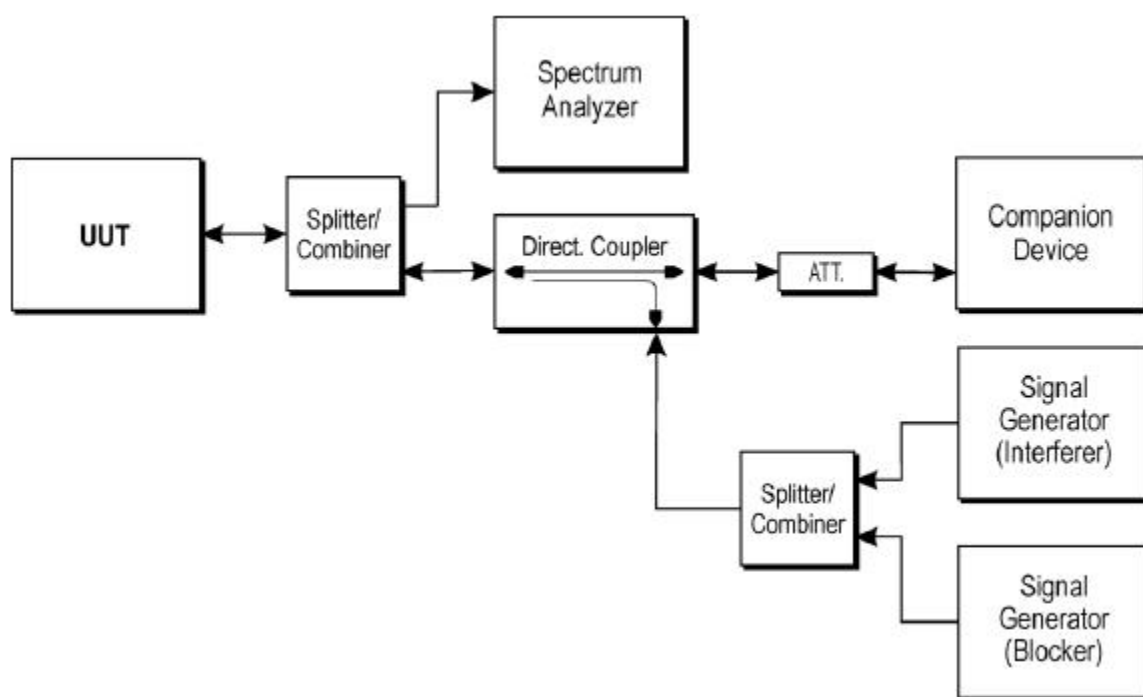 Spectrum
Analyzer
UUT
Splitter/
Combiner
Direct. Coupler
ATT.
Companion
Device
Signal
Generator
(Interferer)
Splitter/
Combiner
Signal
Generator
(Blocker)